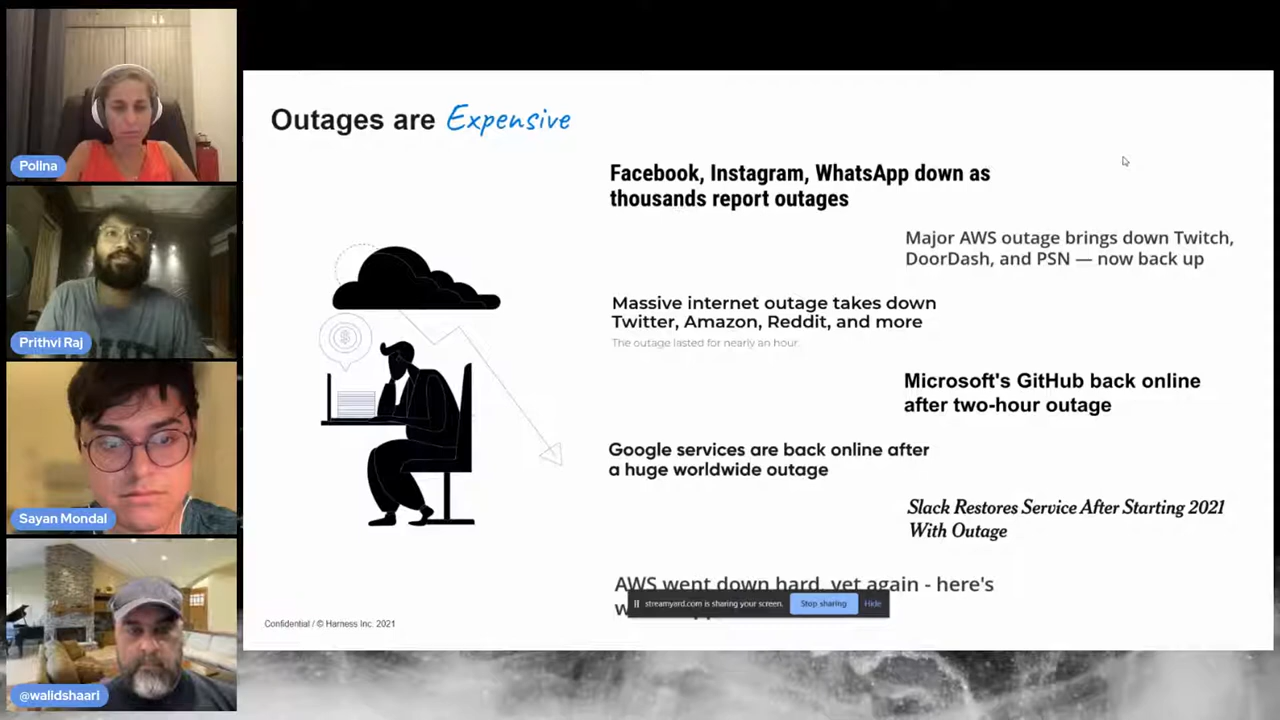 Polina
Prithvi Raj
Sayan Mondal
@walidshaari
Outages are Expensive
Facebook, Instagram, WhatsApp down as
thousands report outages
Major AWS outage brings down Twitch,
DoorDash, and PSN — now back up
Massive internet outage takes down
Twitter, Amazon, Reddit, and more
The outage lasted for nearly an hour.
Microsoft's GitHub back online
after two-hour outage
Google services are back online after
a huge worldwide outage
Slack Restores Service After Starting 2021
With Outage
AWS went down hard, yet again - here's
streamyard.com is sharing your screen.
Stop sharing
Hide
Confidential / © Harness Inc. 2021
$